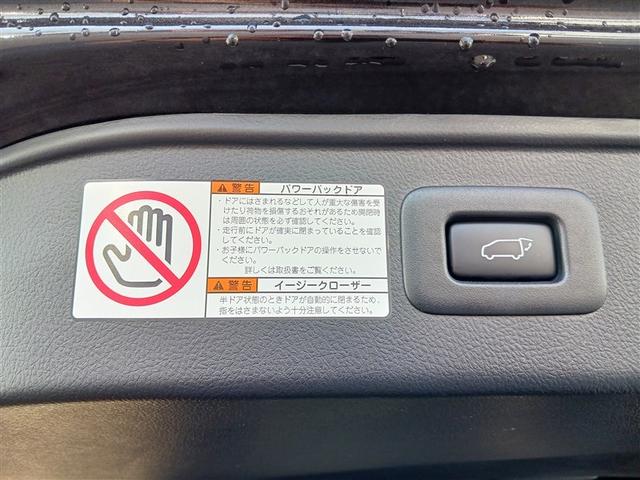 警告 パワーバックドア
・ドアにはさまれるなどして人が重大な傷害を受
けたり荷物を損傷するおそれがあるため開閉時
は周囲の状態を必ず確認してください。
・走行前にドアが確実に閉まっていることを確認
してください。
・お子様にパワーバックドアの操作をさせないで
ください。
詳しくは取扱書をご覧ください。
警告 イージークローザー
半ドア状態のときドアが自動的に閉まるため、
指をはさまないよう十分注意してください。